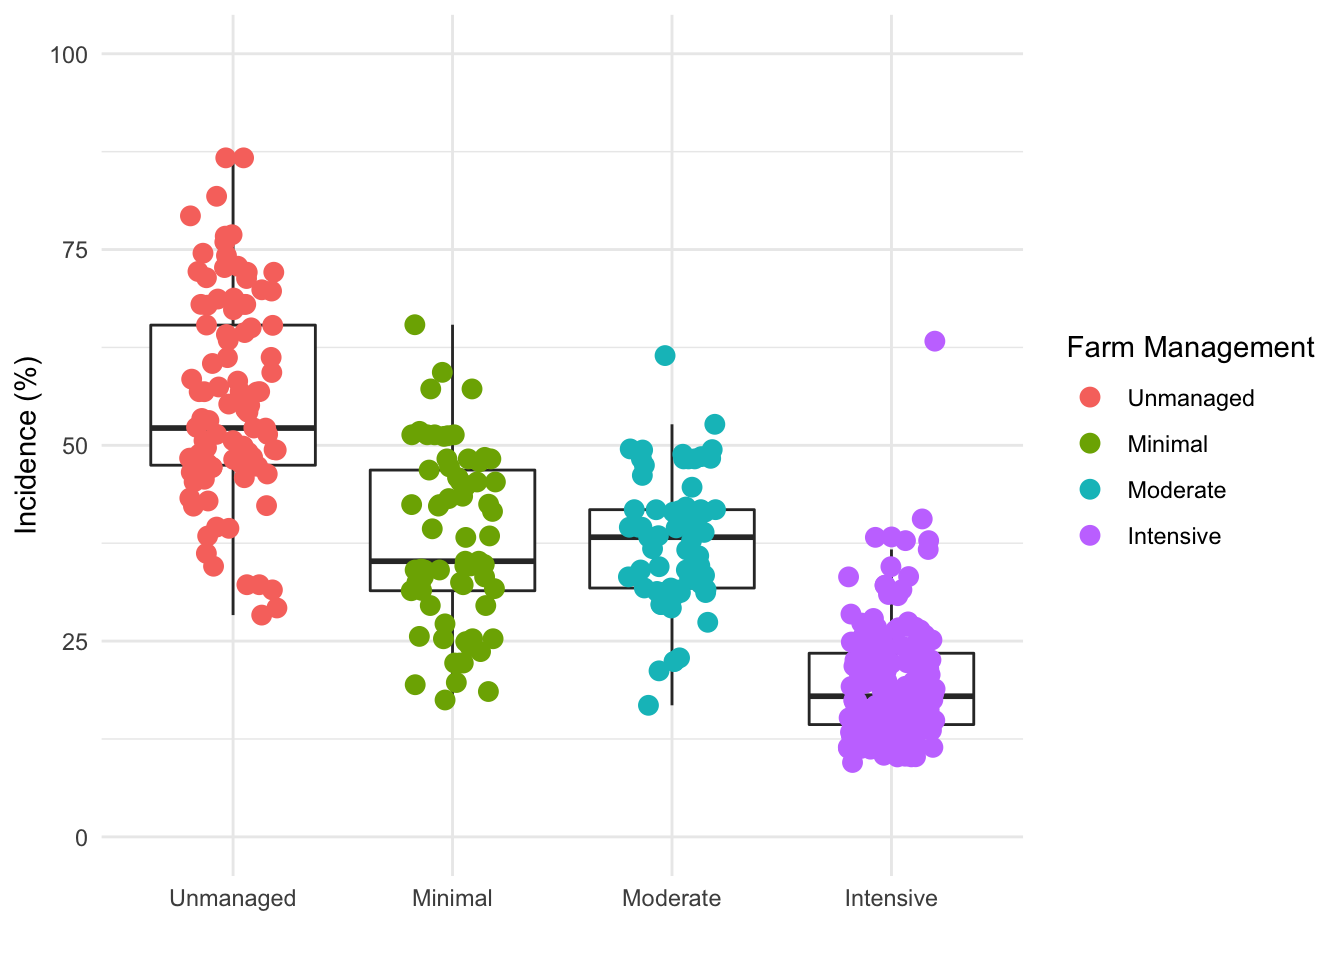 Incidence (%)
100
75
50
25
0
Unmanaged
Minimal
Moderate
Intensive
Farm Management
Unmanaged
Minimal
Moderate
Intensive